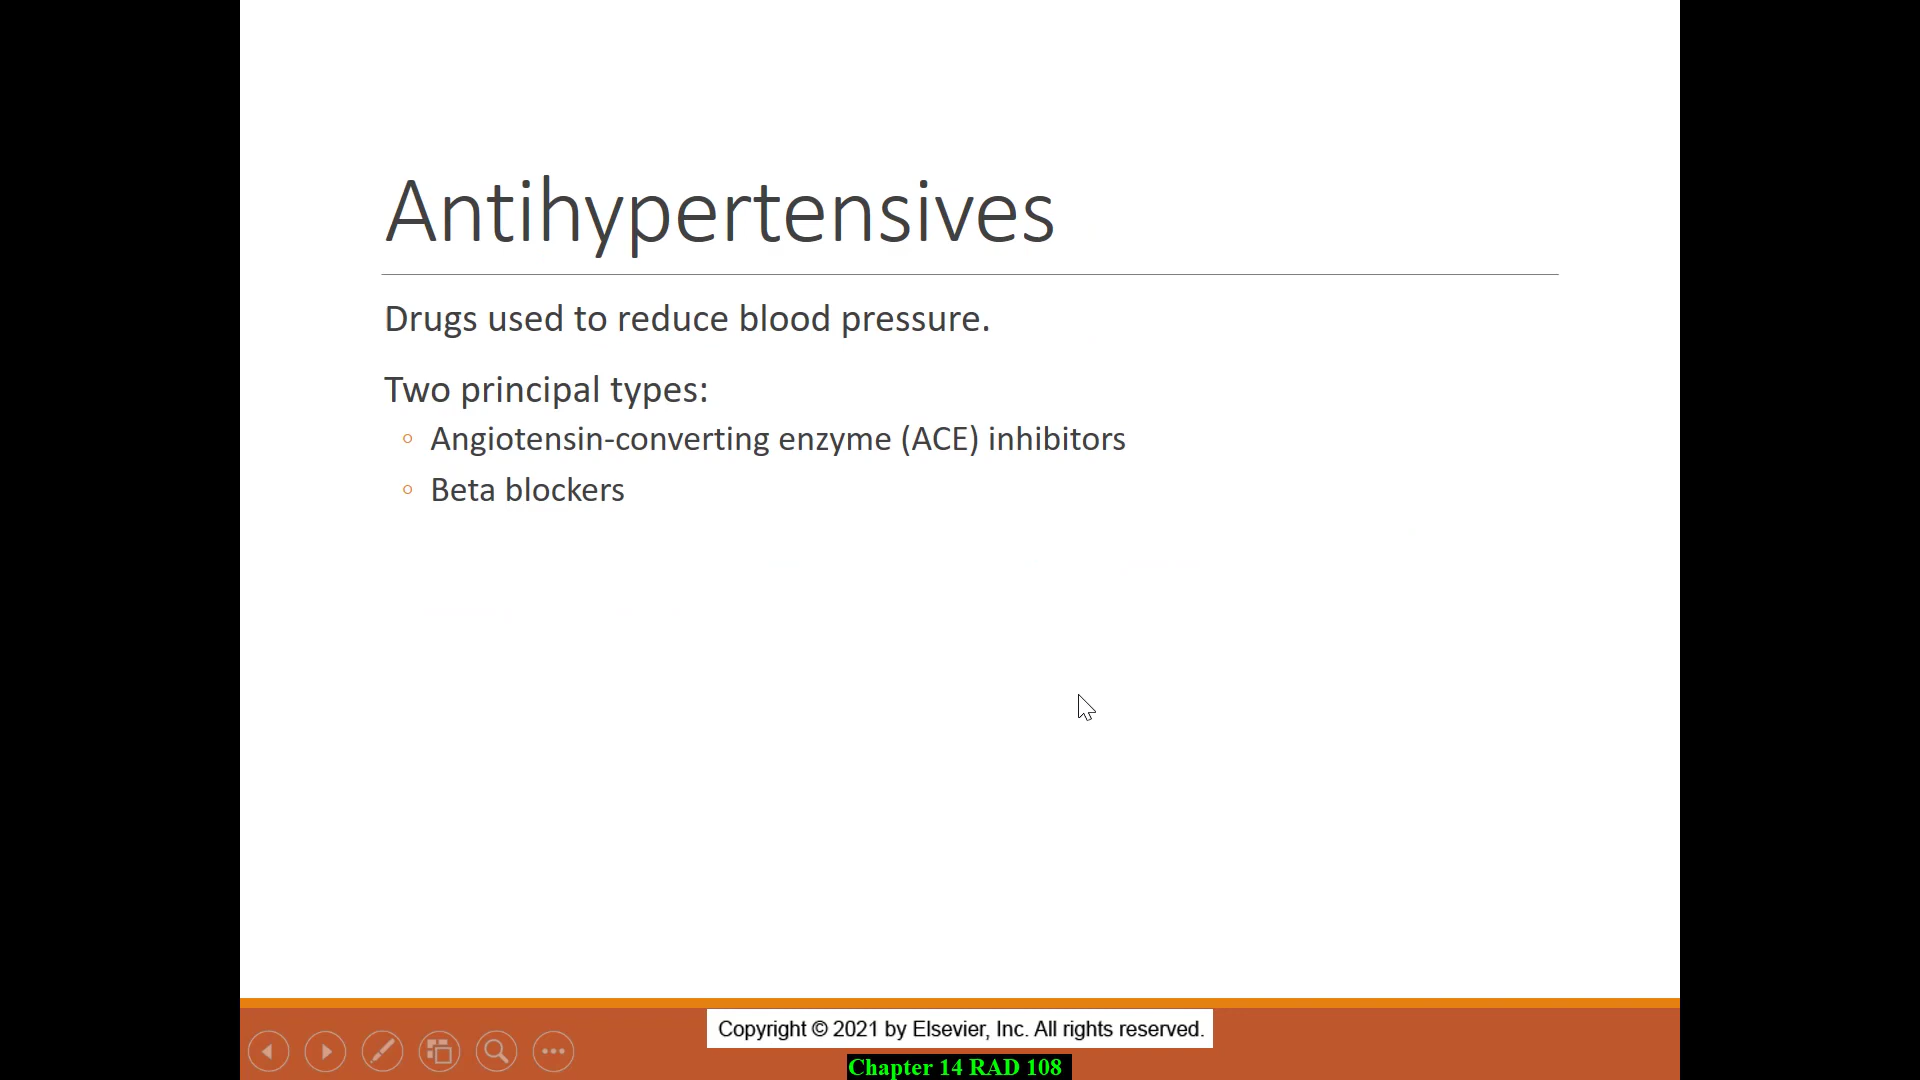 Antihypertensives
Drugs used to reduce blood pressure.
Two principal types:
Angiotensin-converting enzyme (ACE) inhibitors
Beta blockers
Copyright © 2021 by Elsevier, Inc. All rights reserved.
Chapter 14 RAD 108